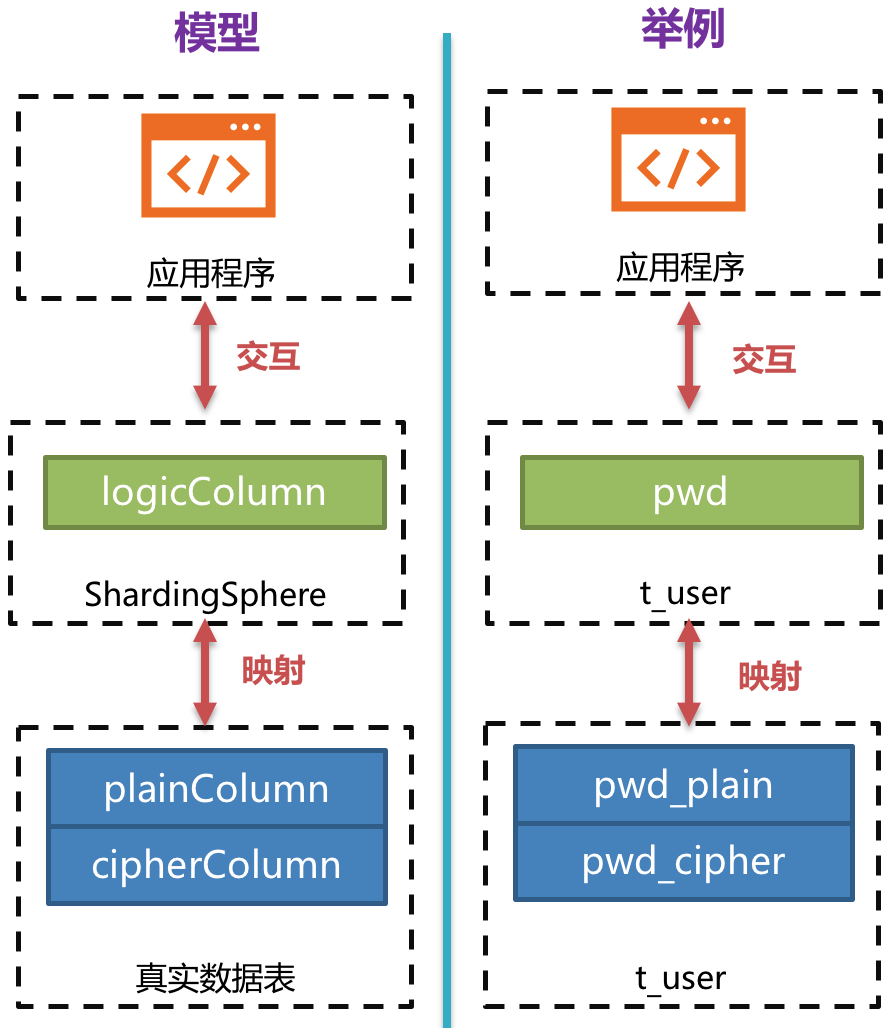 模型
应用程序
交互
logicColumn
ShardingSphere
映射
plainColumn
cipherColumn
真实数据表
举例
应用程序
交互
pwd
t_user
映射
pwd_plain
pwd_cipher
t_user